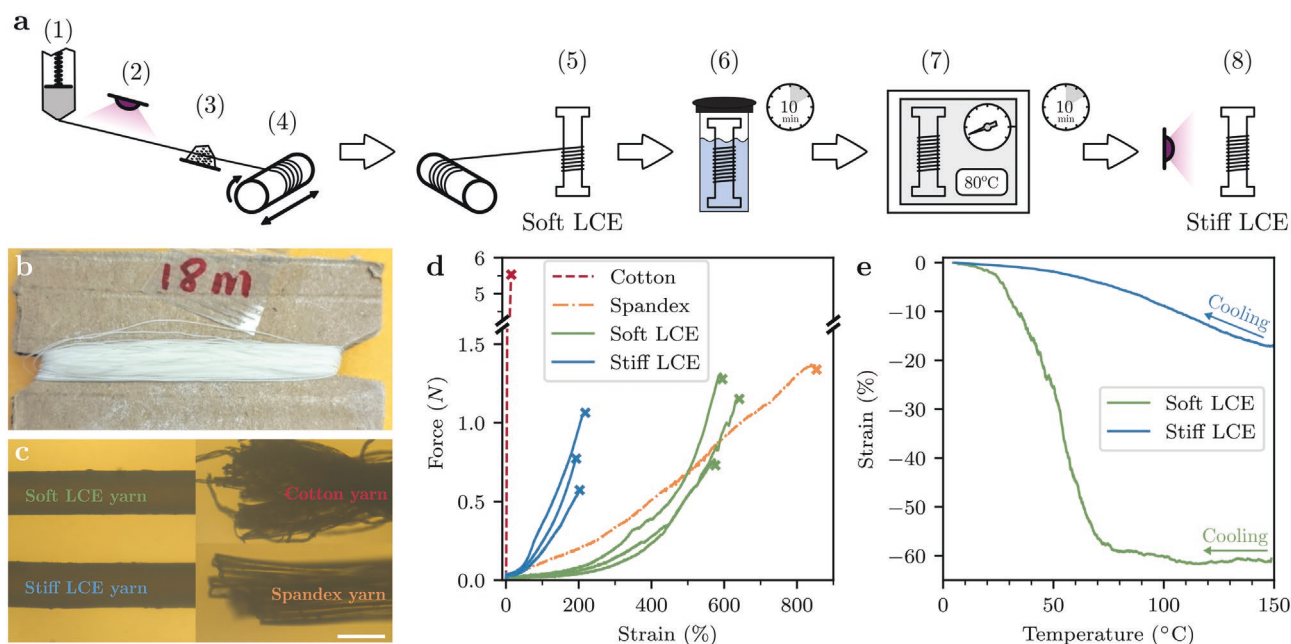 a
(1)
(2)
(3)
(4)
(5)
(6)
(7)
(8)
10
min
10
min
80°C
Soft LCE
Stiff LCE
b
18m
c
Soft LCE yarn
Cotton yarn
Stiff LCE yarn
Spandex yarn
d
6
5
1.5
1.0
0.5
0.0
Force (N)
Cotton
Spandex
Soft LCE
Stiff LCE
0
200
400
600
800
Strain (%)
e
0
−10
−20
−30
−40
−50
−60
Strain (%)
Cooling
Soft LCE
Stiff LCE
Cooling
0
50
100
150
Temperature (°C)